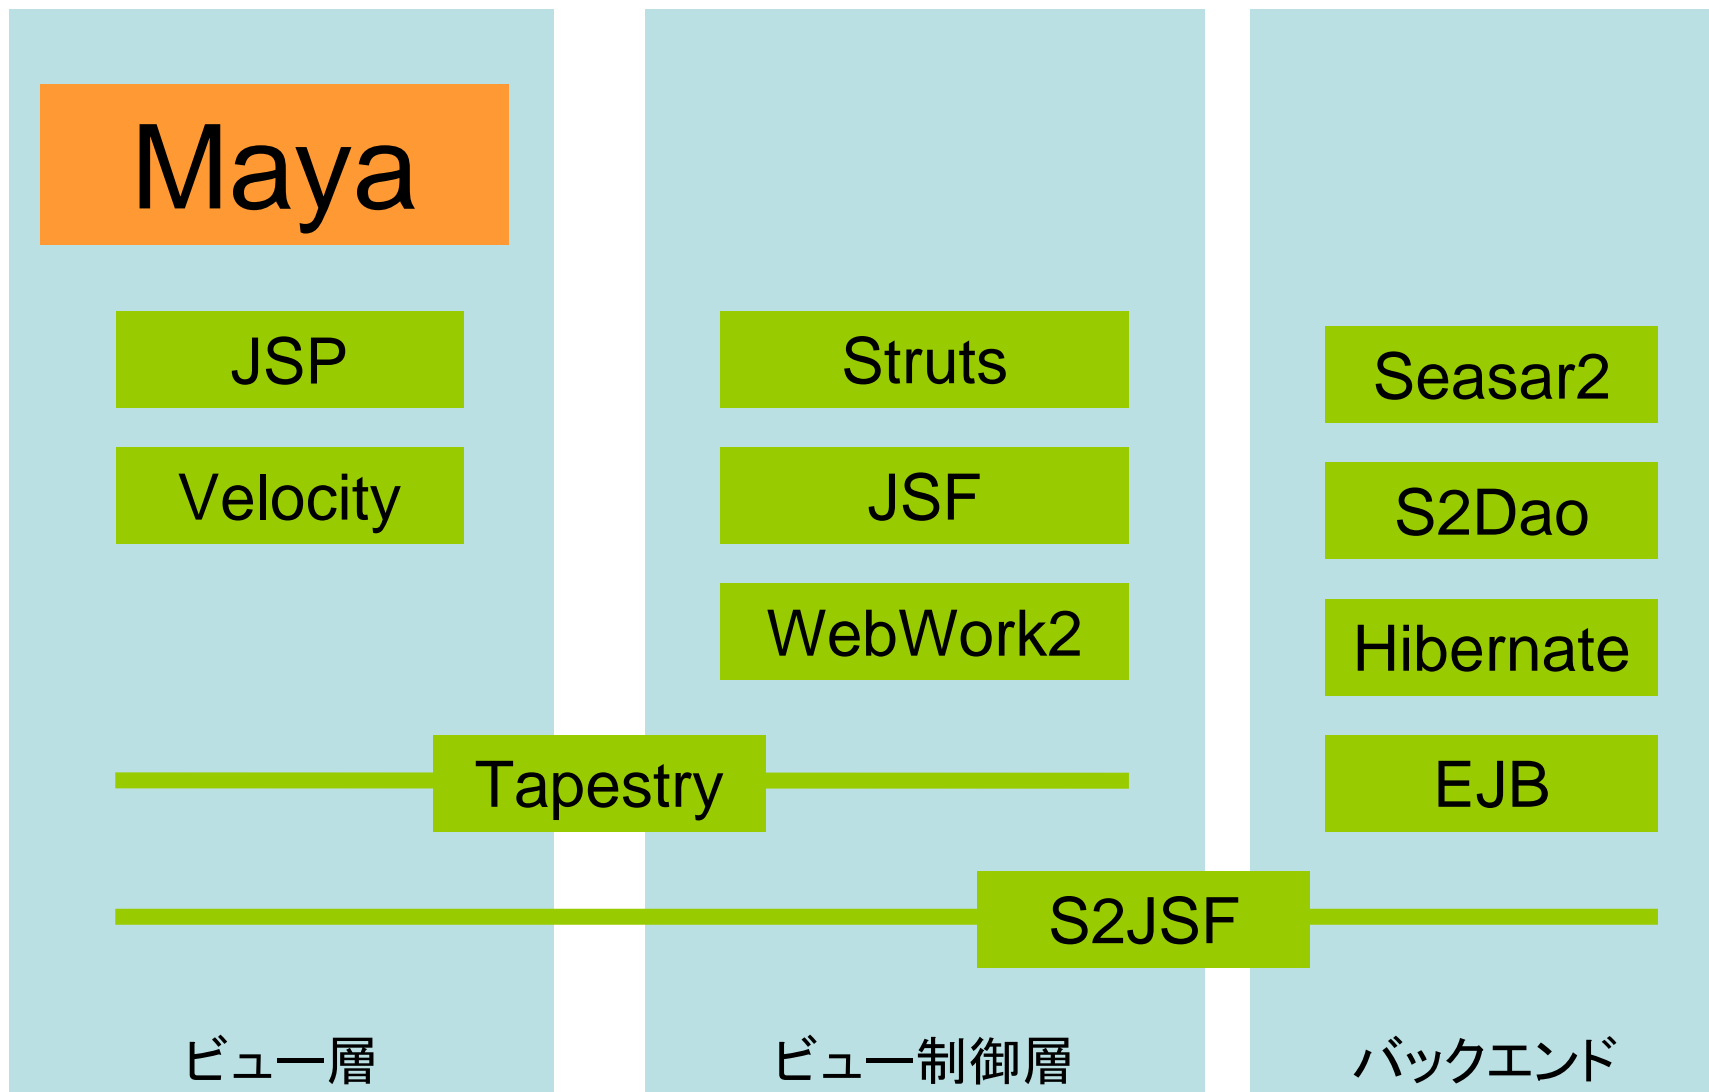 Maya
JSP
Velocity
Struts
JSF
WebWork2
Seasar2
S2Dao
Hibernate
EJB
Tapestry
S2JSF
ビュー層
ビュー制御層
バックエンド